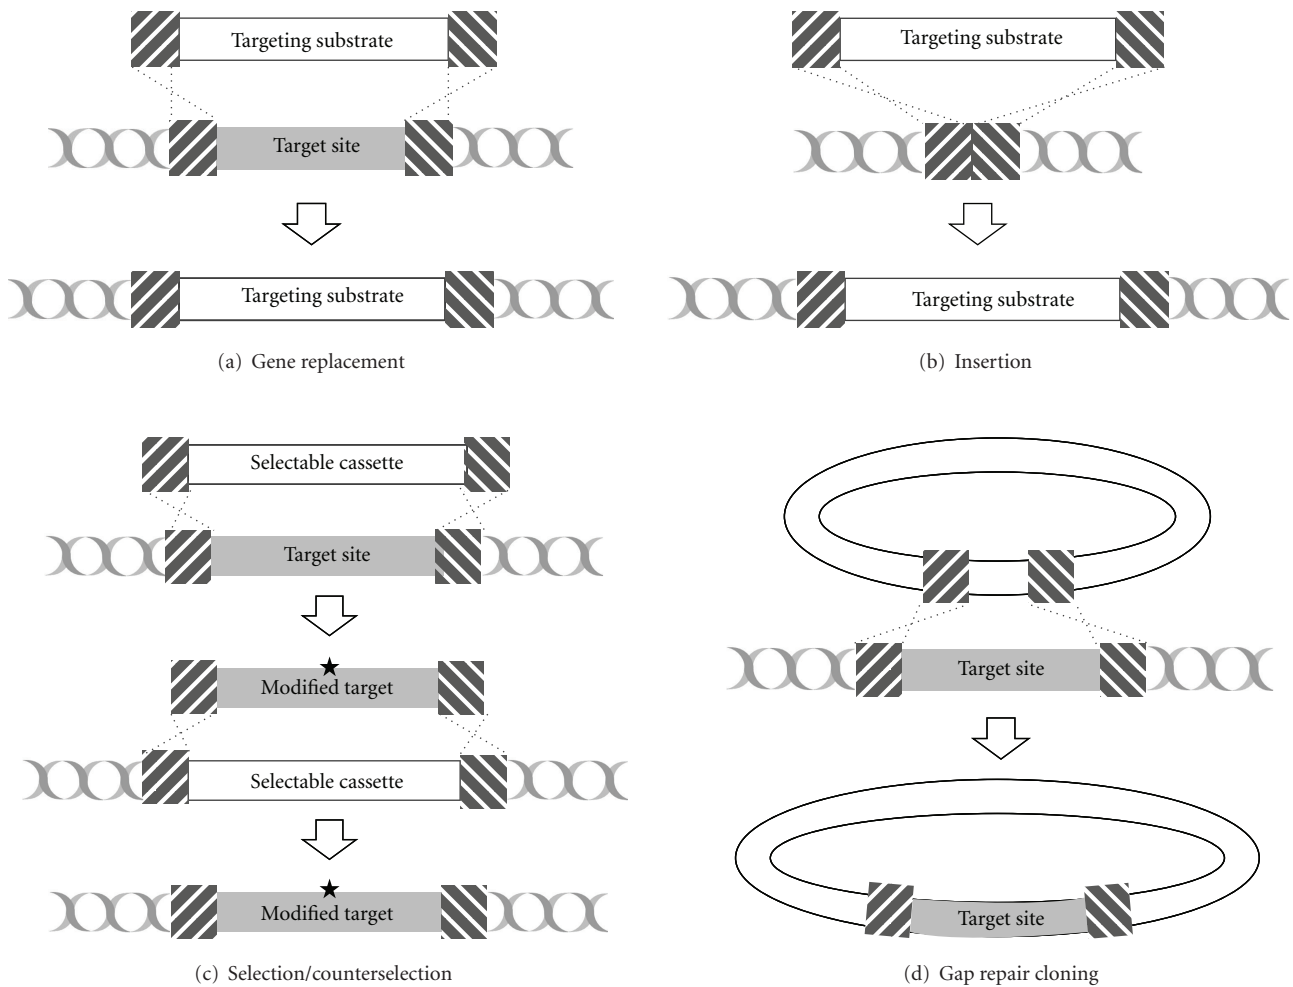 Targeting substrate
Target site
Targeting substrate
(a) Gene replacement
Targeting substrate
Targeting substrate
(b) Insertion
Selectable cassette
Target site
Modified target
Selectable cassette
Modified target
(c) Selection/counterselection
Target site
Target site
(d) Gap repair cloning